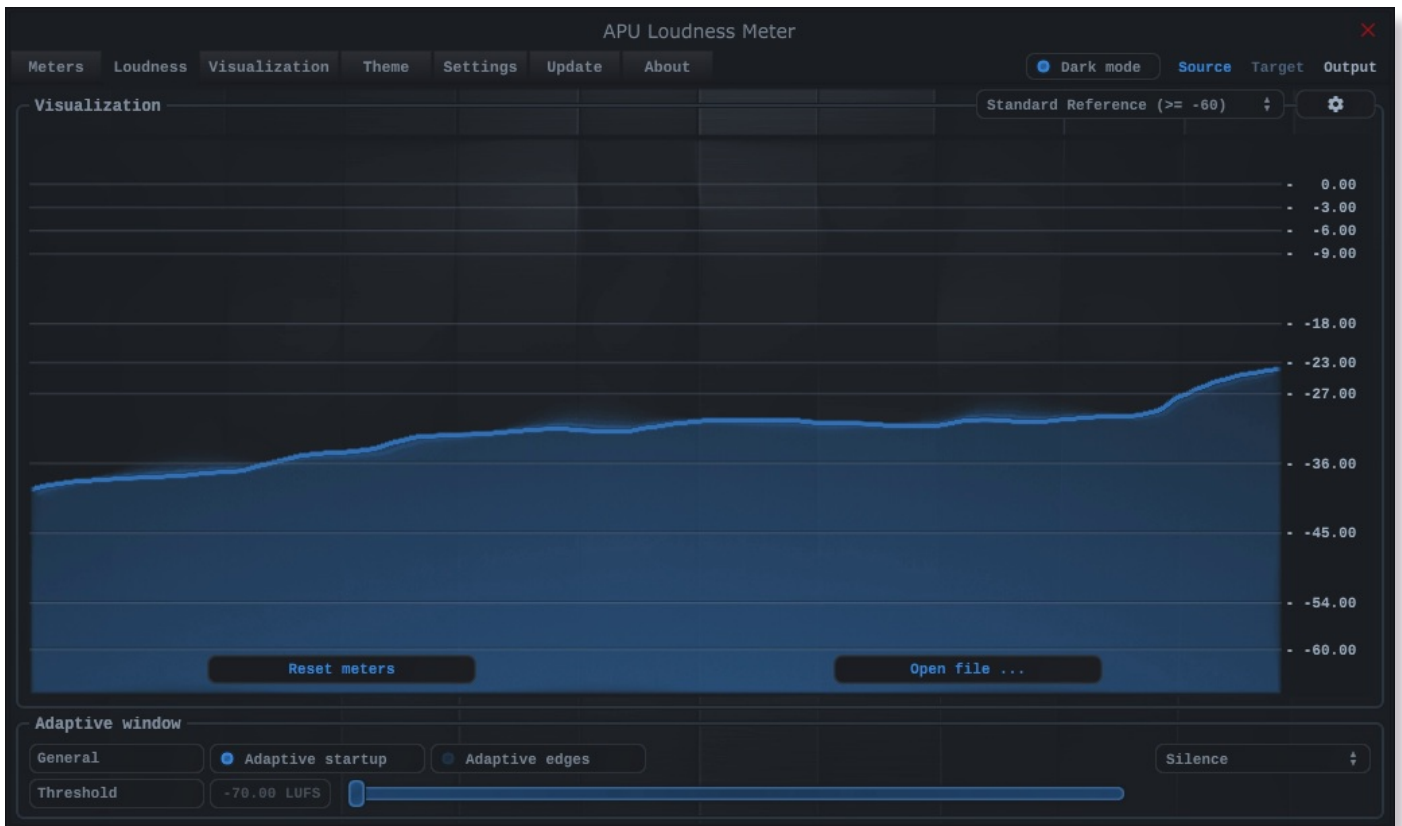 APU Loudness Meter
Meters Loudness Visualization Theme Settings Update About Dark mode Source Target Output
Visualization Standard Reference (>= -60)
- 0.00
- -3.00
- -6.00
- -9.00
- -18.00
- -23.00
- -27.00
- -36.00
- -45.00
- -54.00
- -60.00
Reset meters Open file ...
Adaptive window
General Adaptive startup Adaptive edges Silence
Threshold -70.00 LUFS